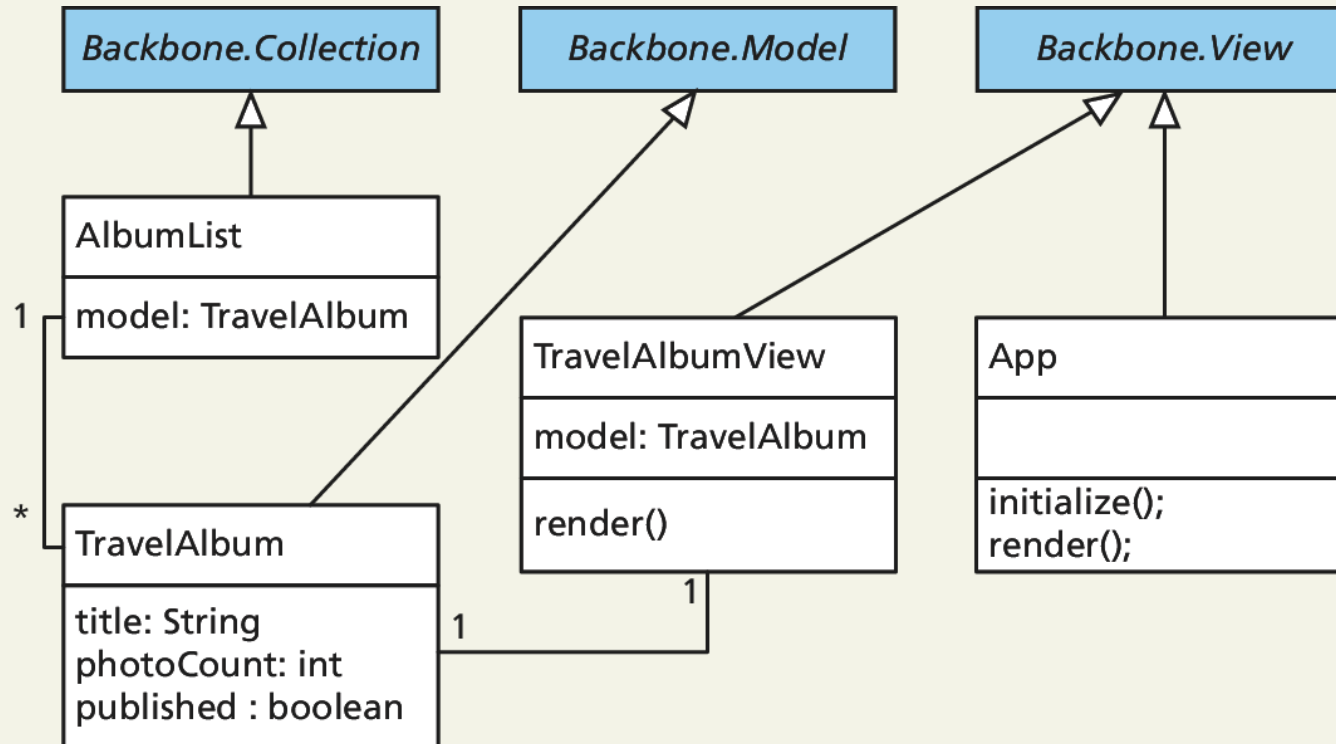 Backbone.Collection
Backbone.Model
Backbone.View
AlbumList
model: TravelAlbum
1
*
TravelAlbumView
model: TravelAlbum
render()
1
App
initialize();
render();
TravelAlbum
title: String
photoCount: int
published : boolean
1